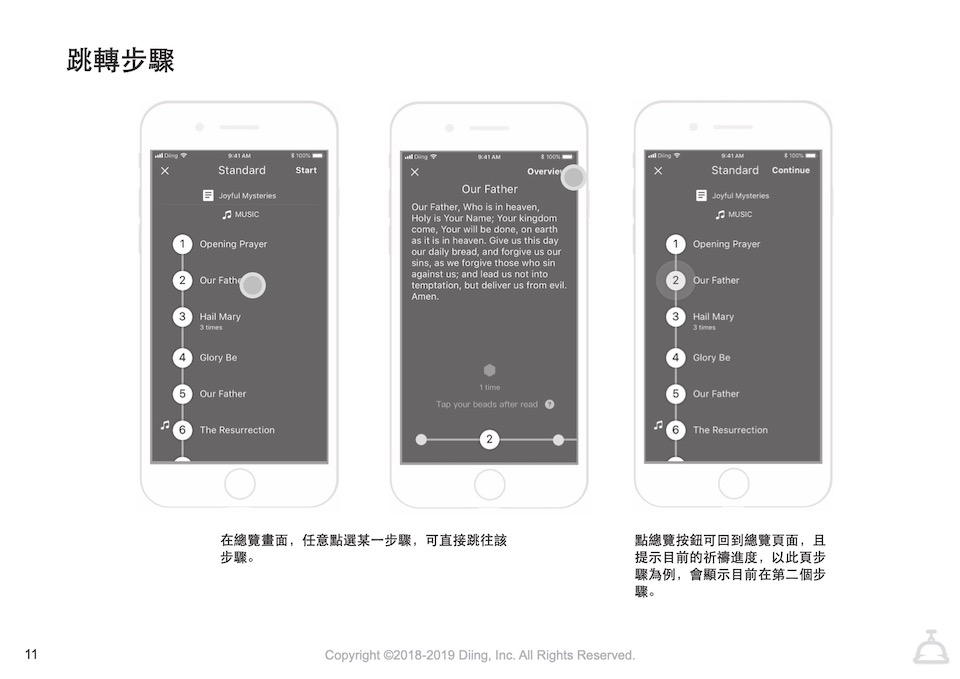 跳轉步驟
Diing 9:41 AM 100%
Standard Start
Joyful Mysteries
MUSIC
1 Opening Prayer
2 Our Fathe
3 Hail Mary
3 times
4 Glory Be
5 Our Father
6 The Resurrection
Diing 9:41 AM 100%
Overview
Our Father
Our Father, Who is in heaven,
Holy is Your Name; Your kingdom
come, Your will be done, on earth
as it is in heaven. Give us this day
our daily bread, and forgive us our
sins, as we forgive those who sin
against us; and lead us not into
temptation, but deliver us from evil.
Amen.
1 time
Tap your beads after read ?
2
Diing 9:41 AM 100%
Standard Continue
Joyful Mysteries
MUSIC
1 Opening Prayer
2 Our Father
3 Hail Mary
3 times
4 Glory Be
5 Our Father
6 The Resurrection
在總覽畫面，任意點選某一步驟，可直接跳往該
步驟。
點總覽按鈕可回到總覽頁面，且
提示目前的祈禱進度，以此頁步
驟為例，會顯示目前在第二個步
驟。
11
Copyright ©2018-2019 Diing, Inc. All Rights Reserved.